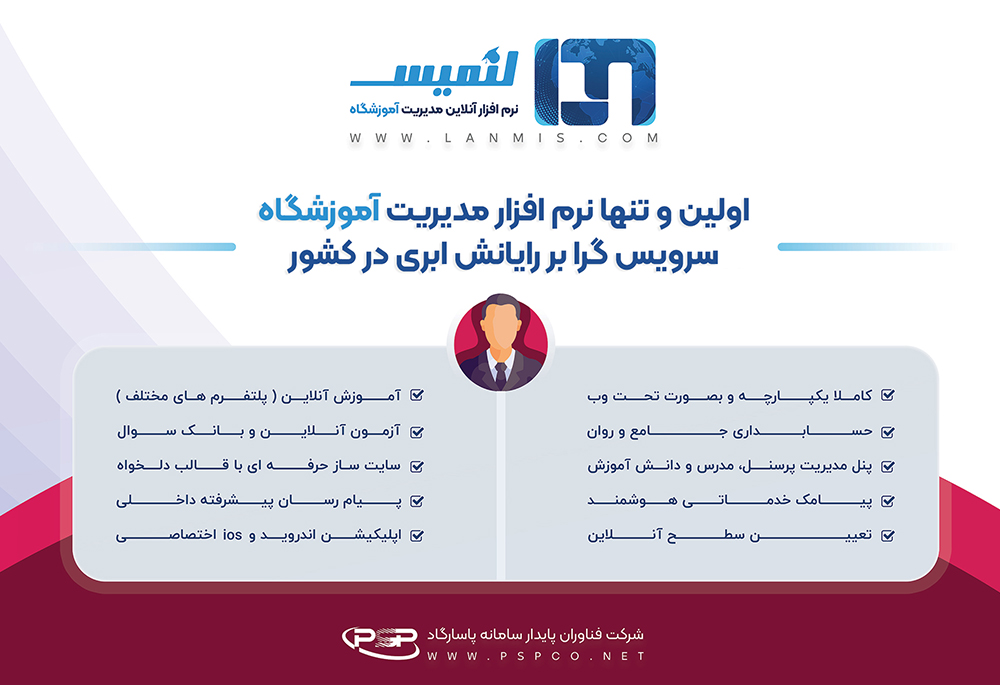 لنمیس
نرم افزار آنلاین مدیریت آموزشگاه
WWW.LANMIS.COM
اولین و تنها نرم افزار مدیریت آموزشگاه
سرویس گرا بر رایانش ابری در کشور
کاملا یکپارچه و بصورت تحت وب
حسابداری جامع و روان
پنل مدیریت پرسنل، مدرس و دانش آموزش
پیامک خدماتی هوشمند
تعیین سطح آنلاین
آموزش آنلاین ( پلتفرم های مختلف )
آزمون آنلاین و بانک سوال
سایت ساز حرفه ای با قالب دلخواه
پیام رسان پیشرفته داخلی
اپلیکیشن اندروید و ios اختصاصی
شرکت فناوران پایدار سامانه پاسارگاد
PSP
WWW.PSPCO.NET